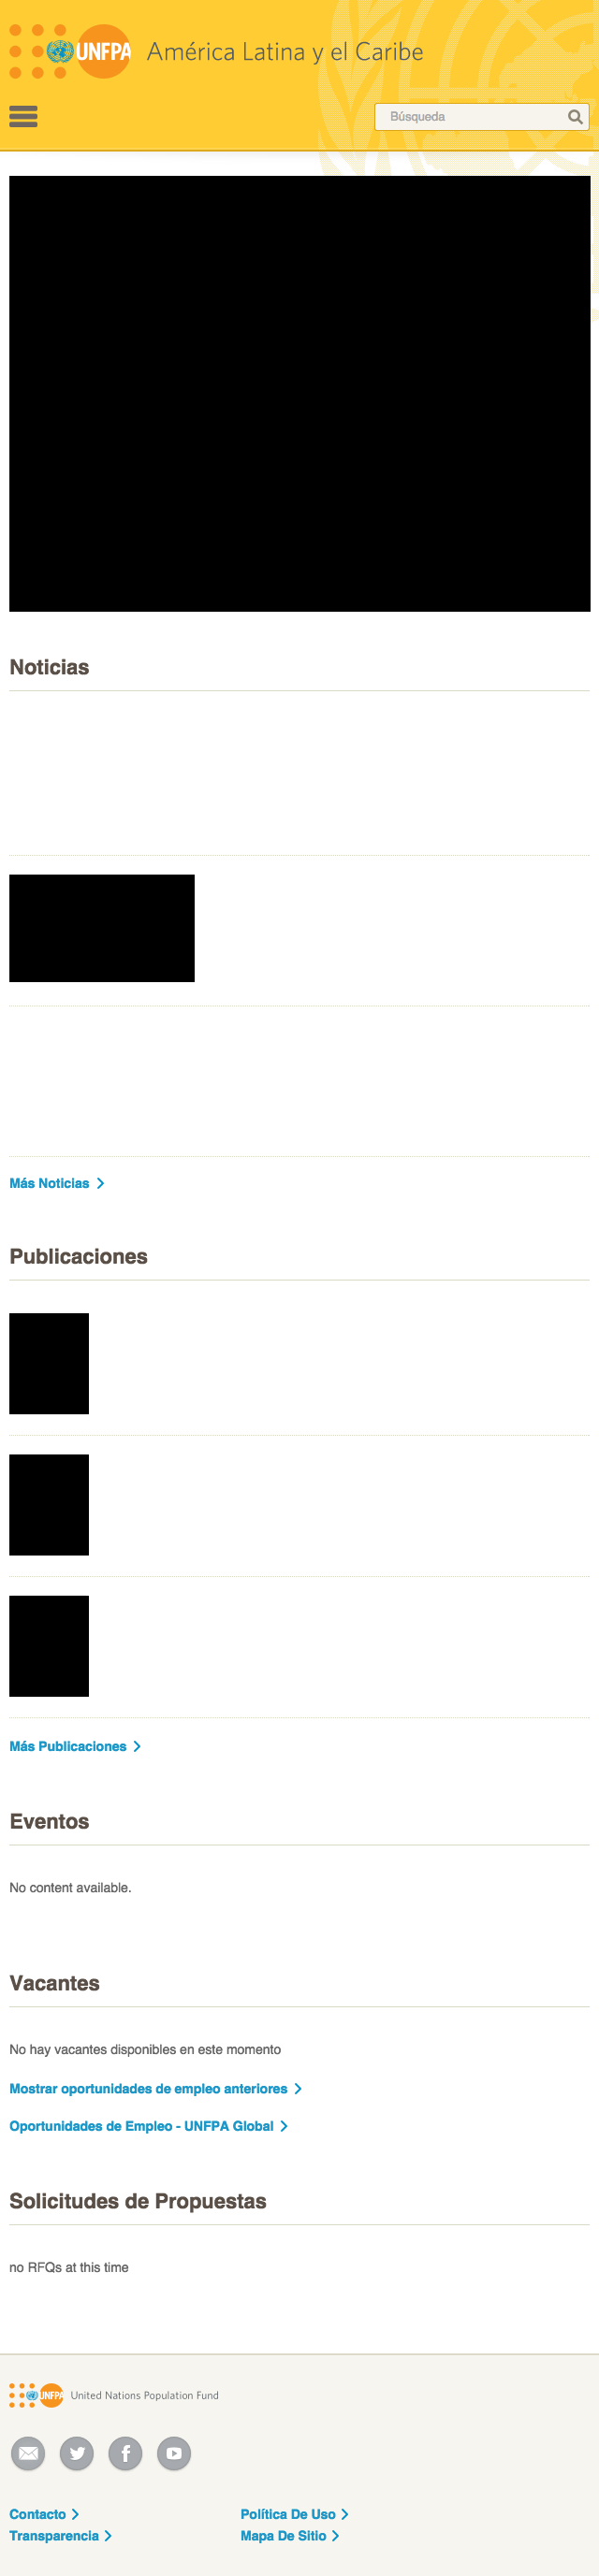 UNFPA América Latina y el Caribe
Búsqueda
Noticias
Más Noticias
Publicaciones
Más Publicaciones
Eventos
No content available.
Vacantes
No hay vacantes disponibles en este momento
Mostrar oportunidades de empleo anteriores
Oportunidades de Empleo - UNFPA Global
Solicitudes de Propuestas
no RFQs at this time
UNFPA United Nations Population Fund
Contacto Política De Uso
Transparencia Mapa De Sitio